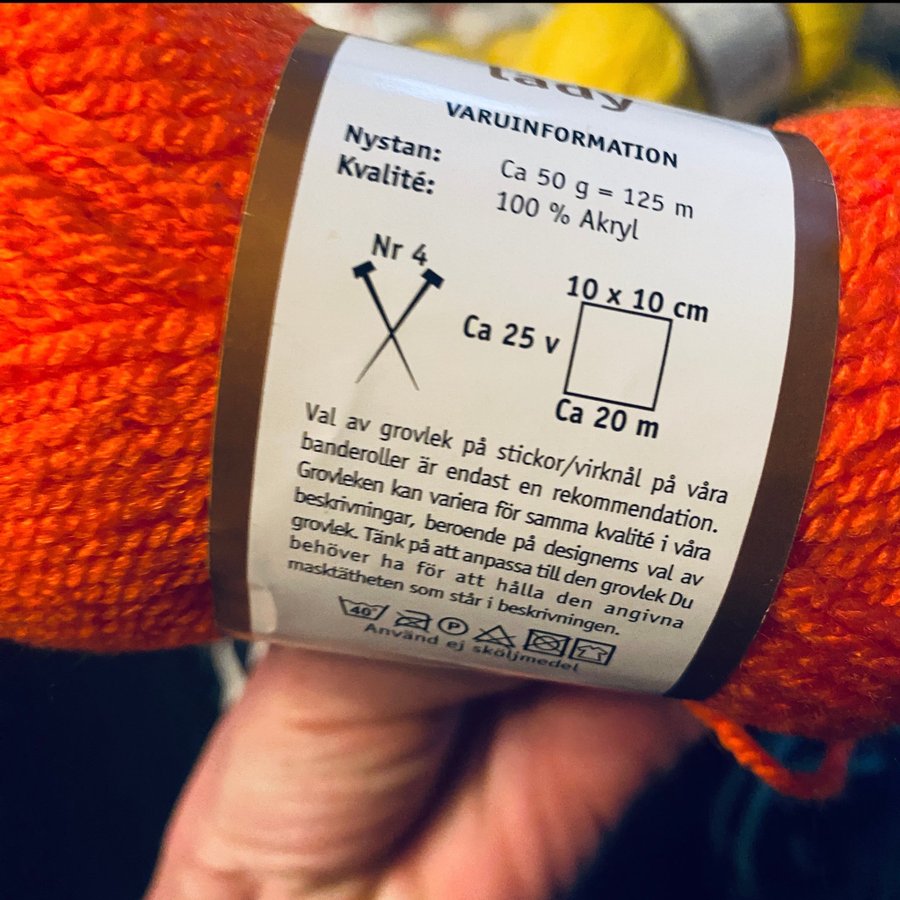 lady
VARUINFORMATION
Nystan: Ca 50 g = 125 m
Kvalité: 100 % Akryl
Nr 4
10 x 10 cm
Ca 25 v
Ca 20 m
Val av grovlek på stickor/virknål på våra
banderoller är endast en rekommendation.
Grovleken kan variera för samma kvalité i våra
beskrivningar, beroende på designerns val av
grovlek. Tänk på att anpassa till den grovlek Du
behöver ha för att hålla den angivna
masktätheten som står i beskrivningen.
40° P
Använd ej sköljmedel